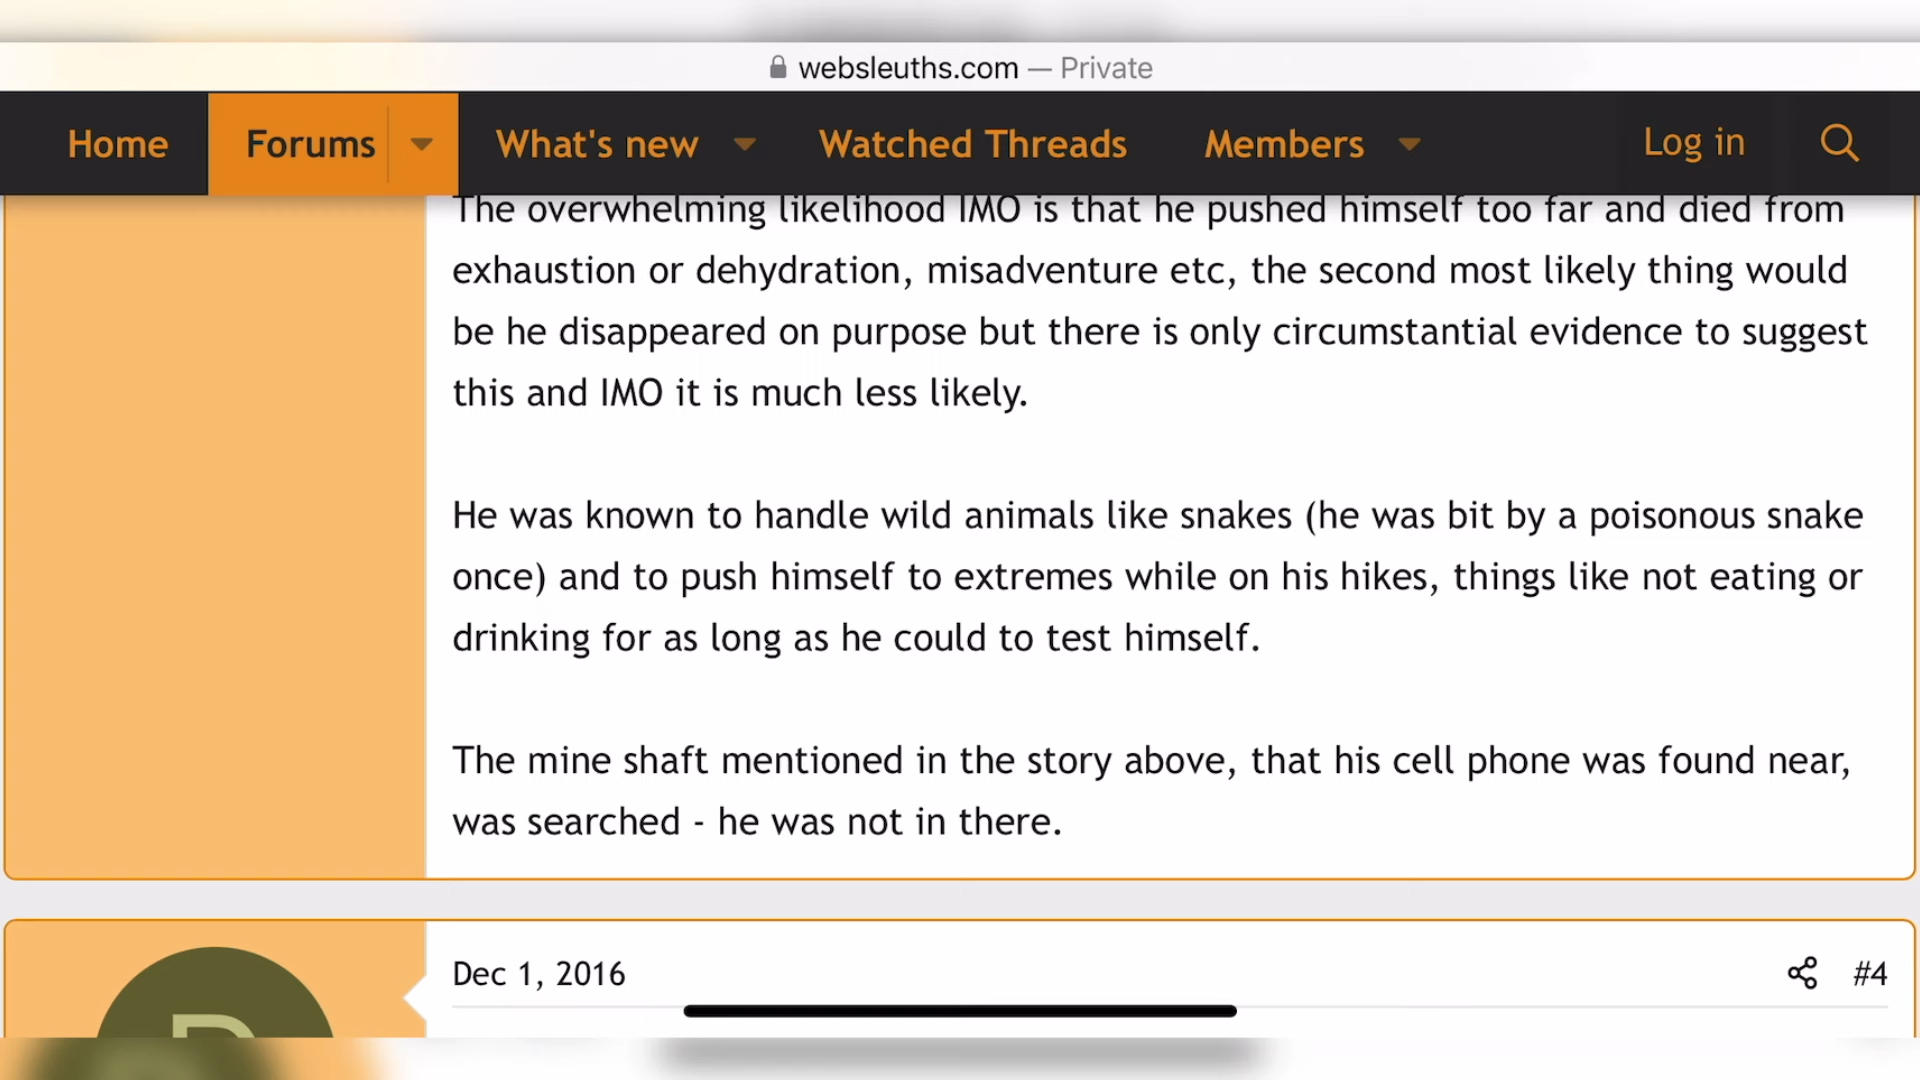 websleuths.com — Private
Home Forums What's new Watched Threads Members Log in
The overwhelming likelihood IMO is that he pushed himself too far and died from
exhaustion or dehydration, misadventure etc, the second most likely thing would
be he disappeared on purpose but there is only circumstantial evidence to suggest
this and IMO it is much less likely.
He was known to handle wild animals like snakes (he was bit by a poisonous snake
once) and to push himself to extremes while on his hikes, things like not eating or
drinking for as long as he could to test himself.
The mine shaft mentioned in the story above, that his cell phone was found near,
was searched - he was not in there.
Dec 1, 2016 #4